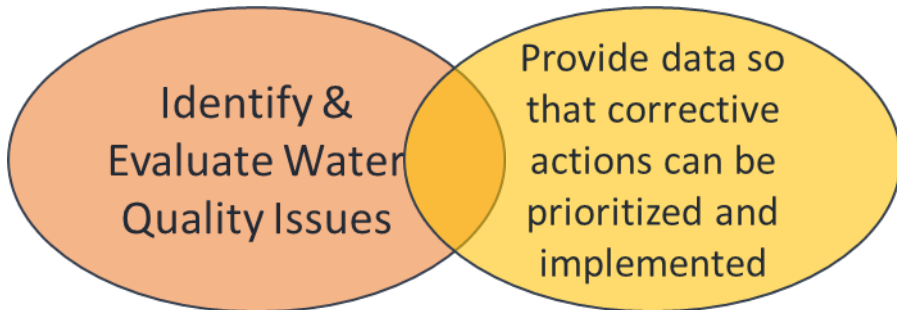 Identify &
Evaluate Water
Quality Issues
Provide data so
that corrective
actions can be
prioritized and
implemented